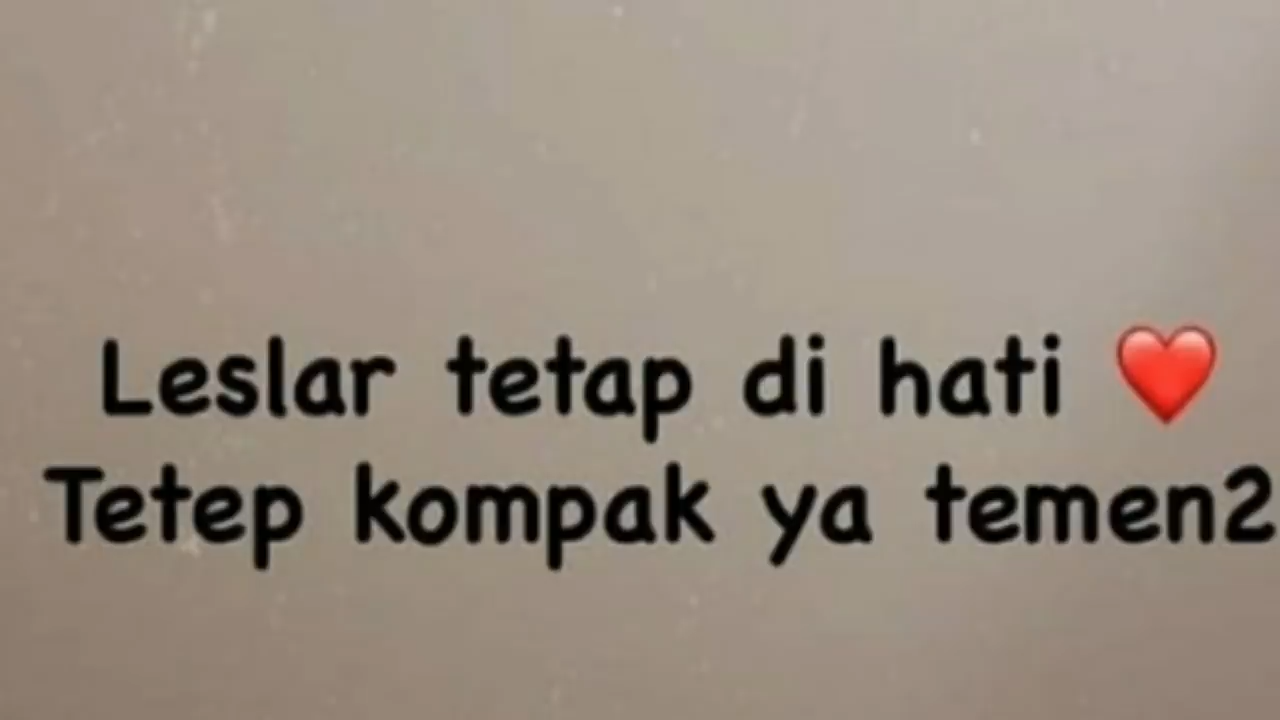 Leslar tetap di hati ❤️
Tetep kompak ya temen2